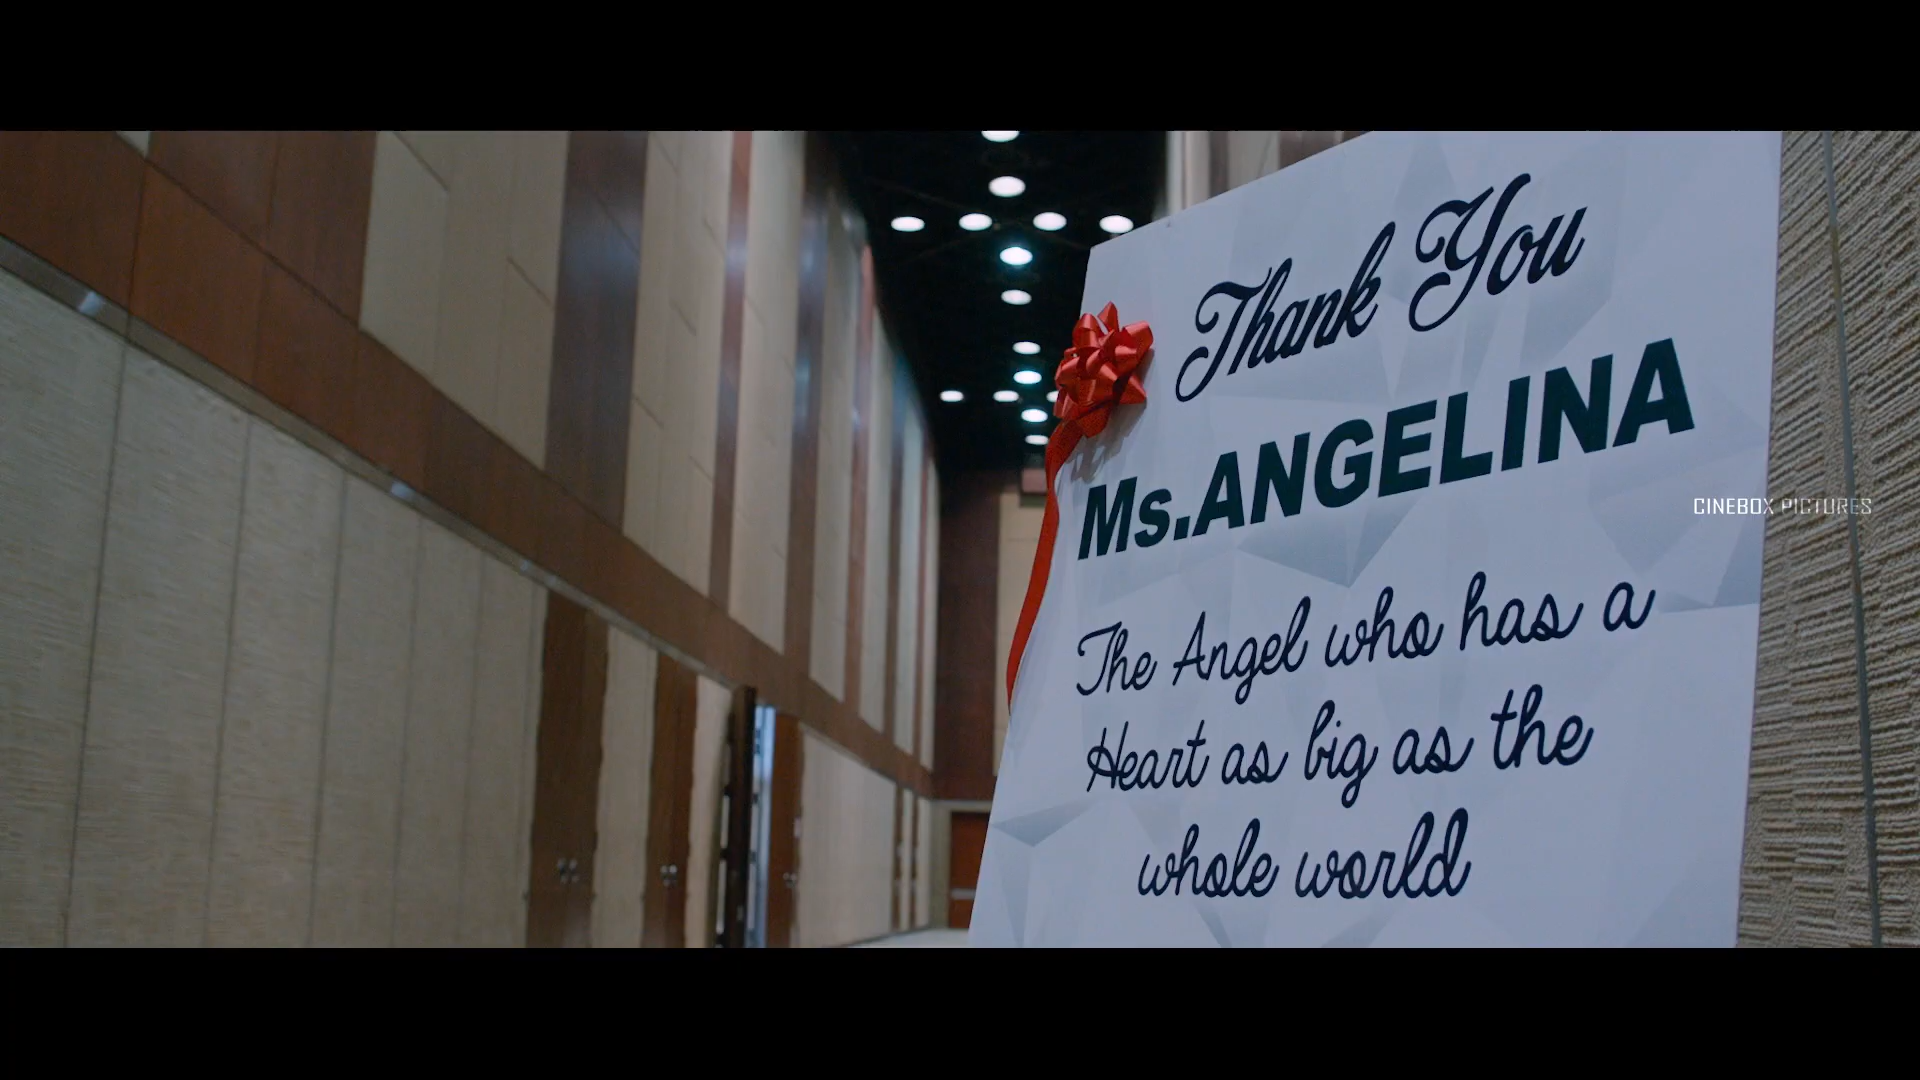 Thank You
Ms.ANGELINA
CINEBOX PICTURES
The Angel who has a
Heart as big as the
whole world